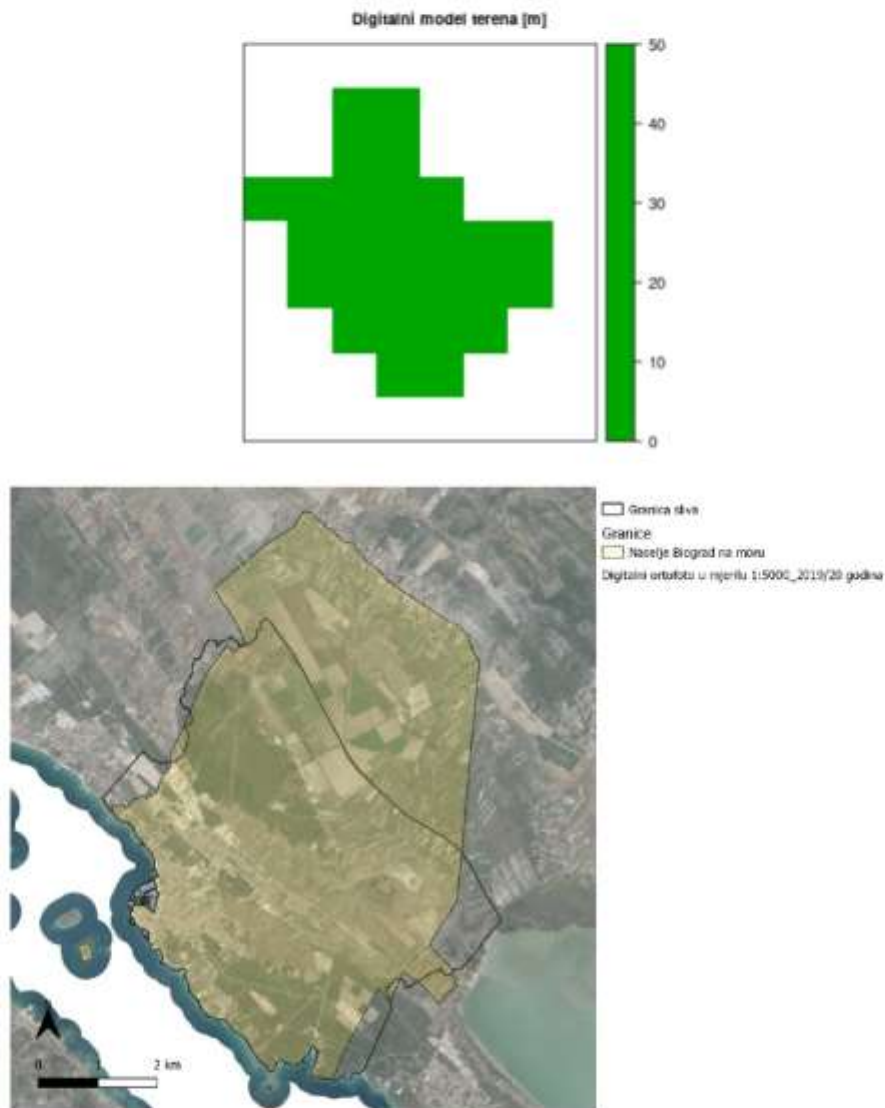 Digitalni model terena [m]
50
40
30
20
10
0
Granica sliva
Granice
Naselje Biograd na moru
Digitalni ortofoto u mjerilu 1:5000_2019/20 godina
0 1 2 km